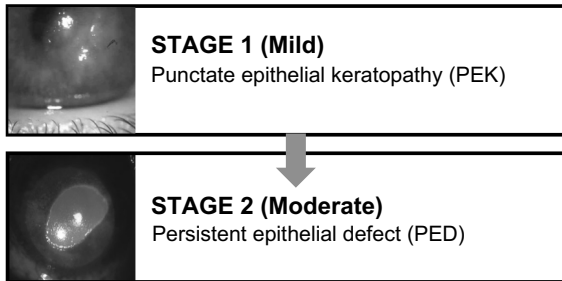 STAGE 1 (Mild)
Punctate epithelial keratopathy (PEK)
STAGE 2 (Moderate)
Persistent epithelial defect (PED)